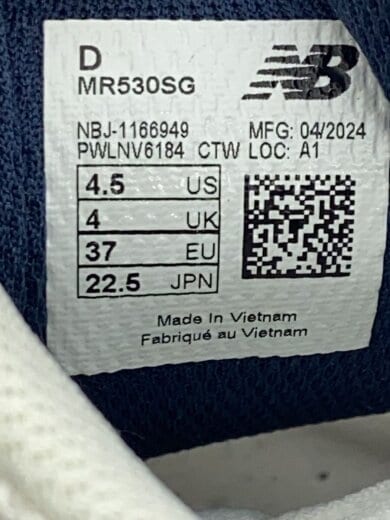 D
NB
MR530SG
NBJ-1166949 MFG: 04/2024
PWLNV6184 CTW LOC: A1
4.5 US
4 UK
37 EU
22.5 JPN
Made In Vietnam
Fabriqué au Vietnam